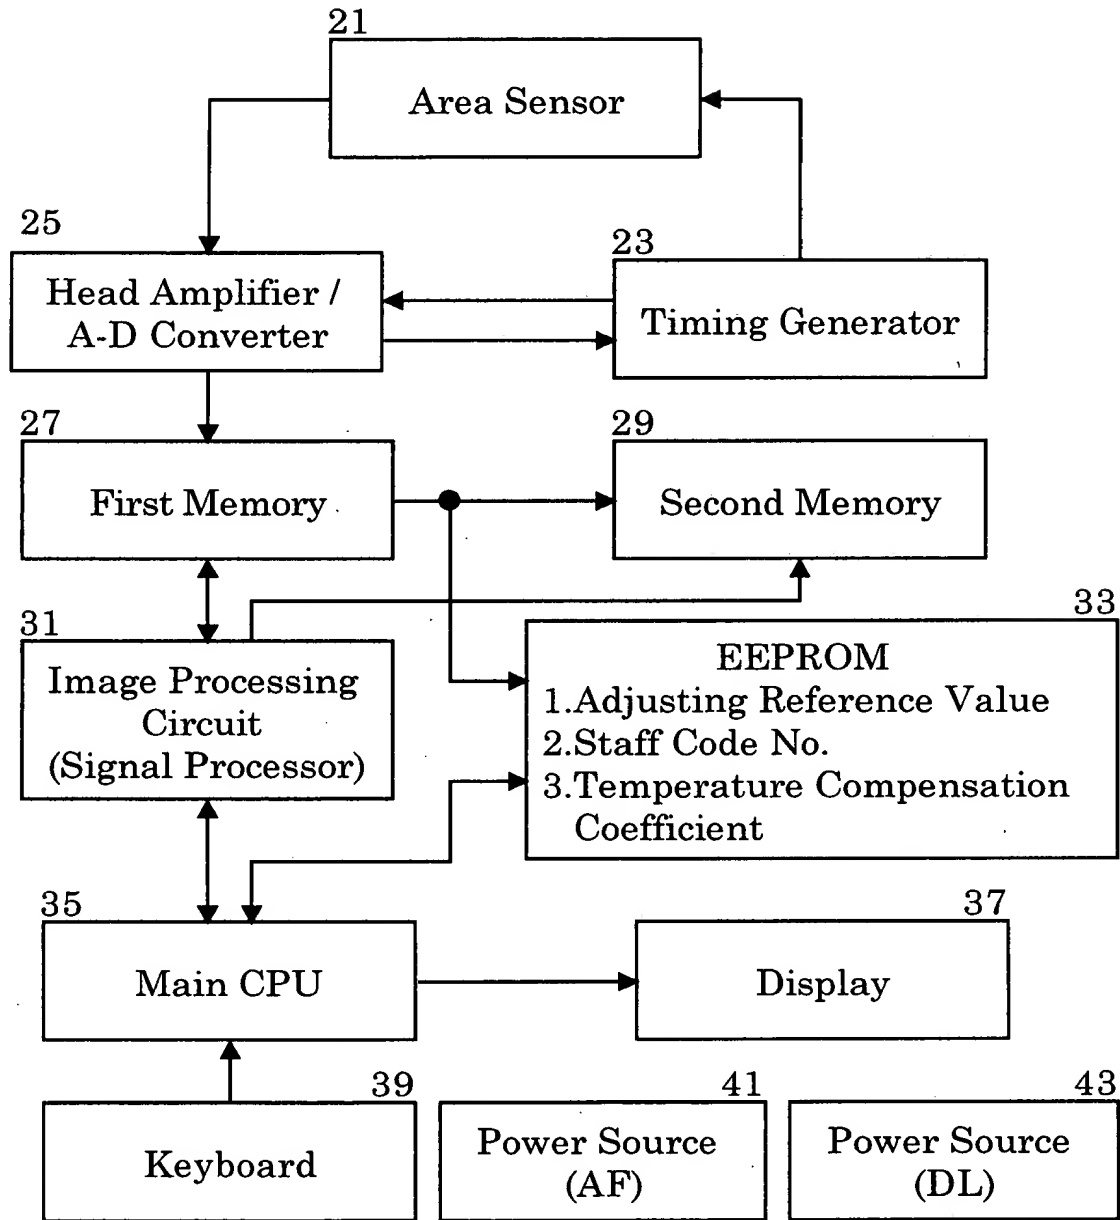 21
Area Sensor
25
Head Amplifier /
A-D Converter
23
Timing Generator
27
First Memory
29
Second Memory
31
Image Processing
Circuit
(Signal Processor)
33
EEPROM
1.Adjusting Reference Value
2.Staff Code No.
3.Temperature Compensation
Coefficient
35
Main CPU
37
Display
39
Keyboard
41
Power Source
(AF)
43
Power Source
(DL)